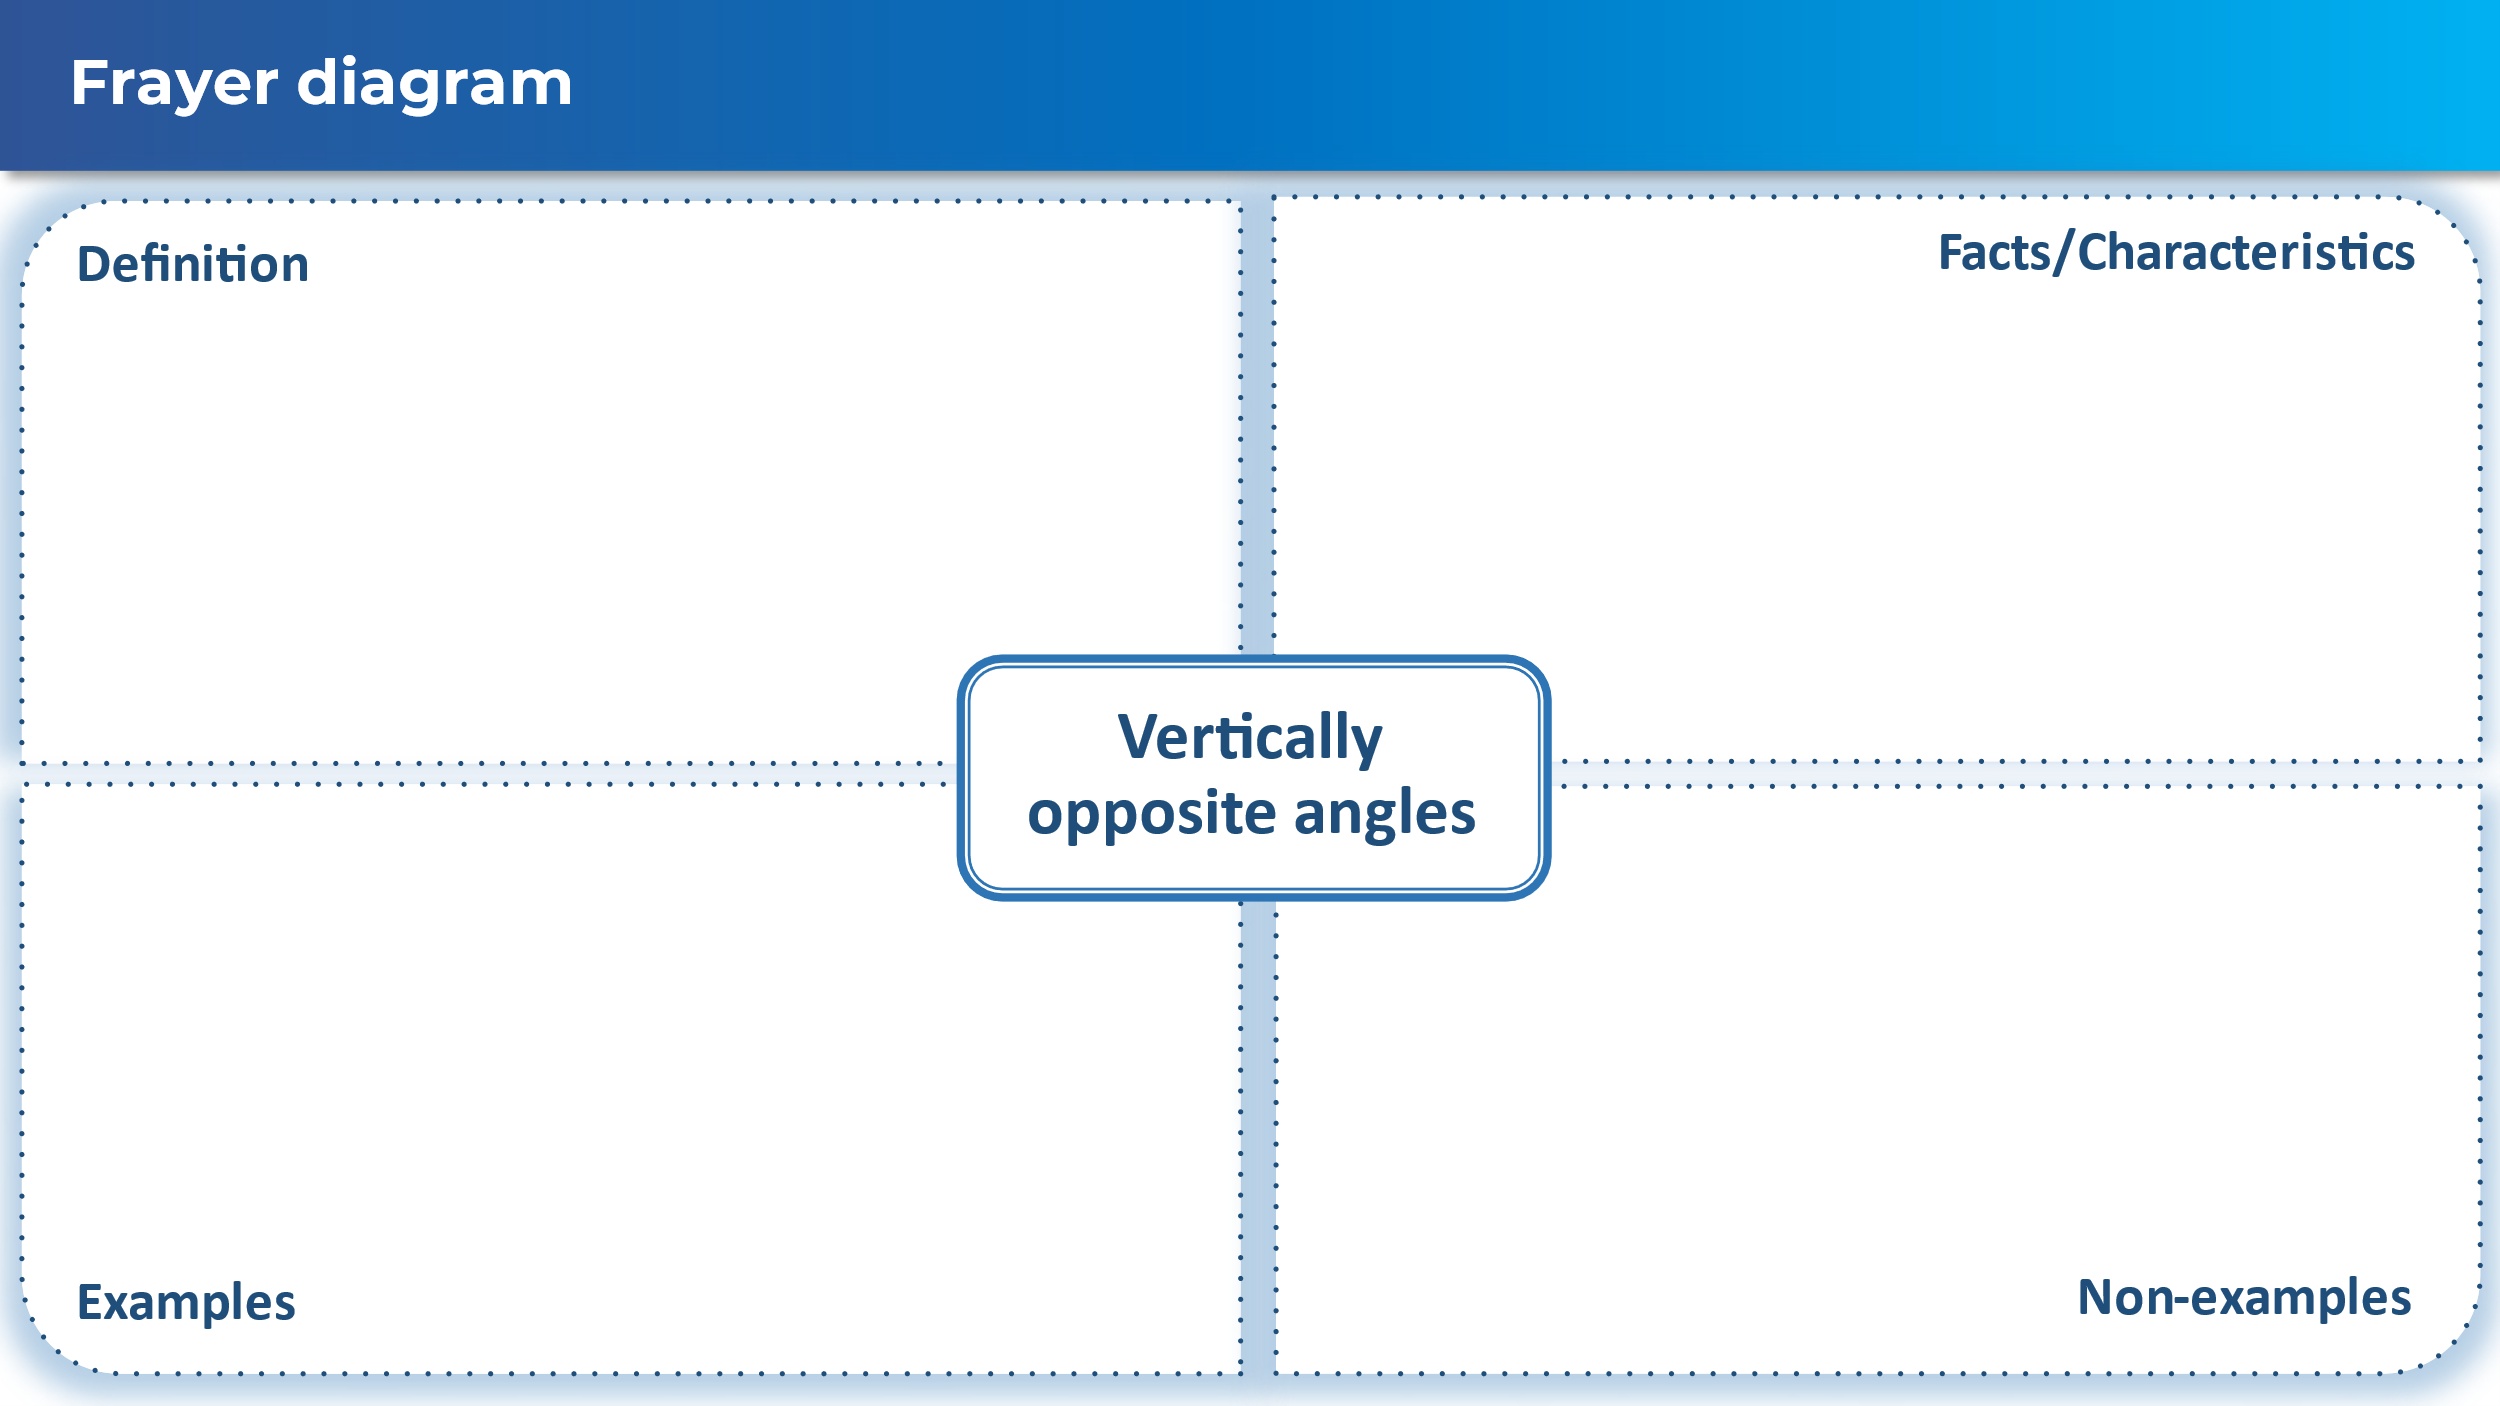 Frayer diagram
Definition
Facts/Characteristics
Vertically
opposite angles
Examples
Non-examples